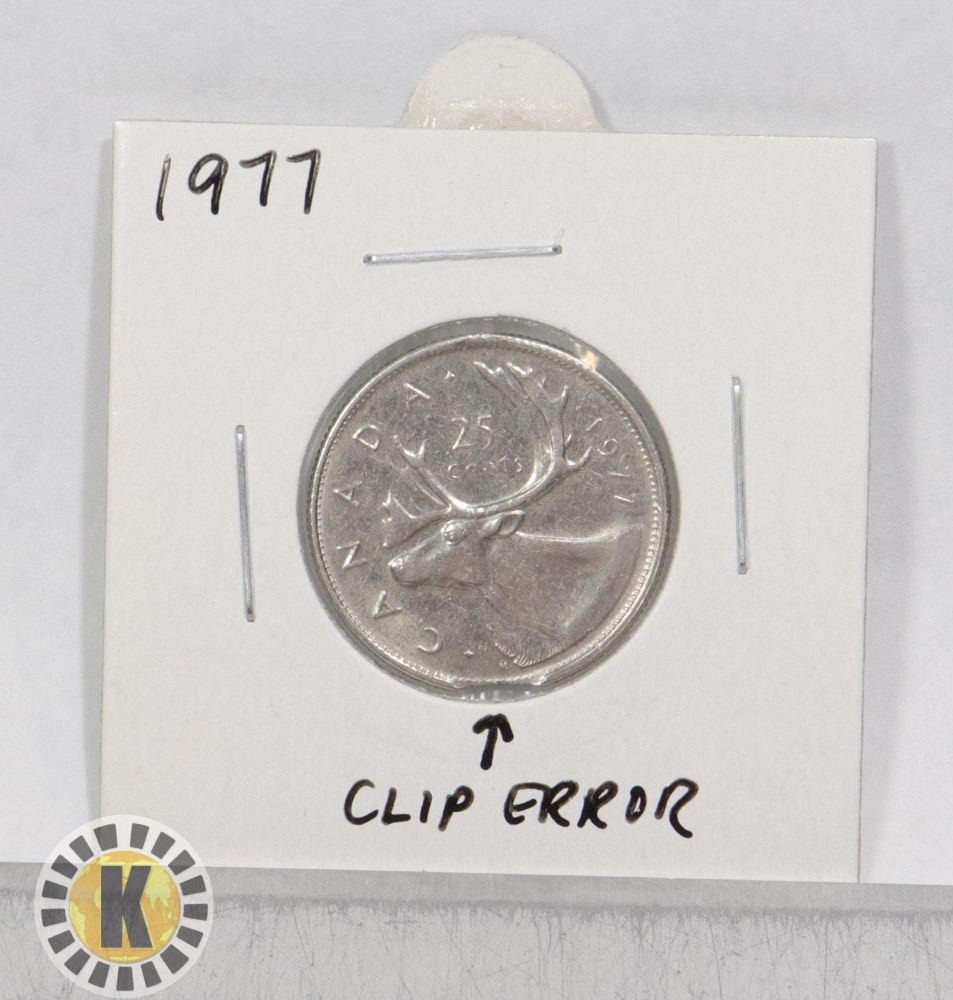 1977
CANADA
25
CENTS
1977
CLIP ERROR
K